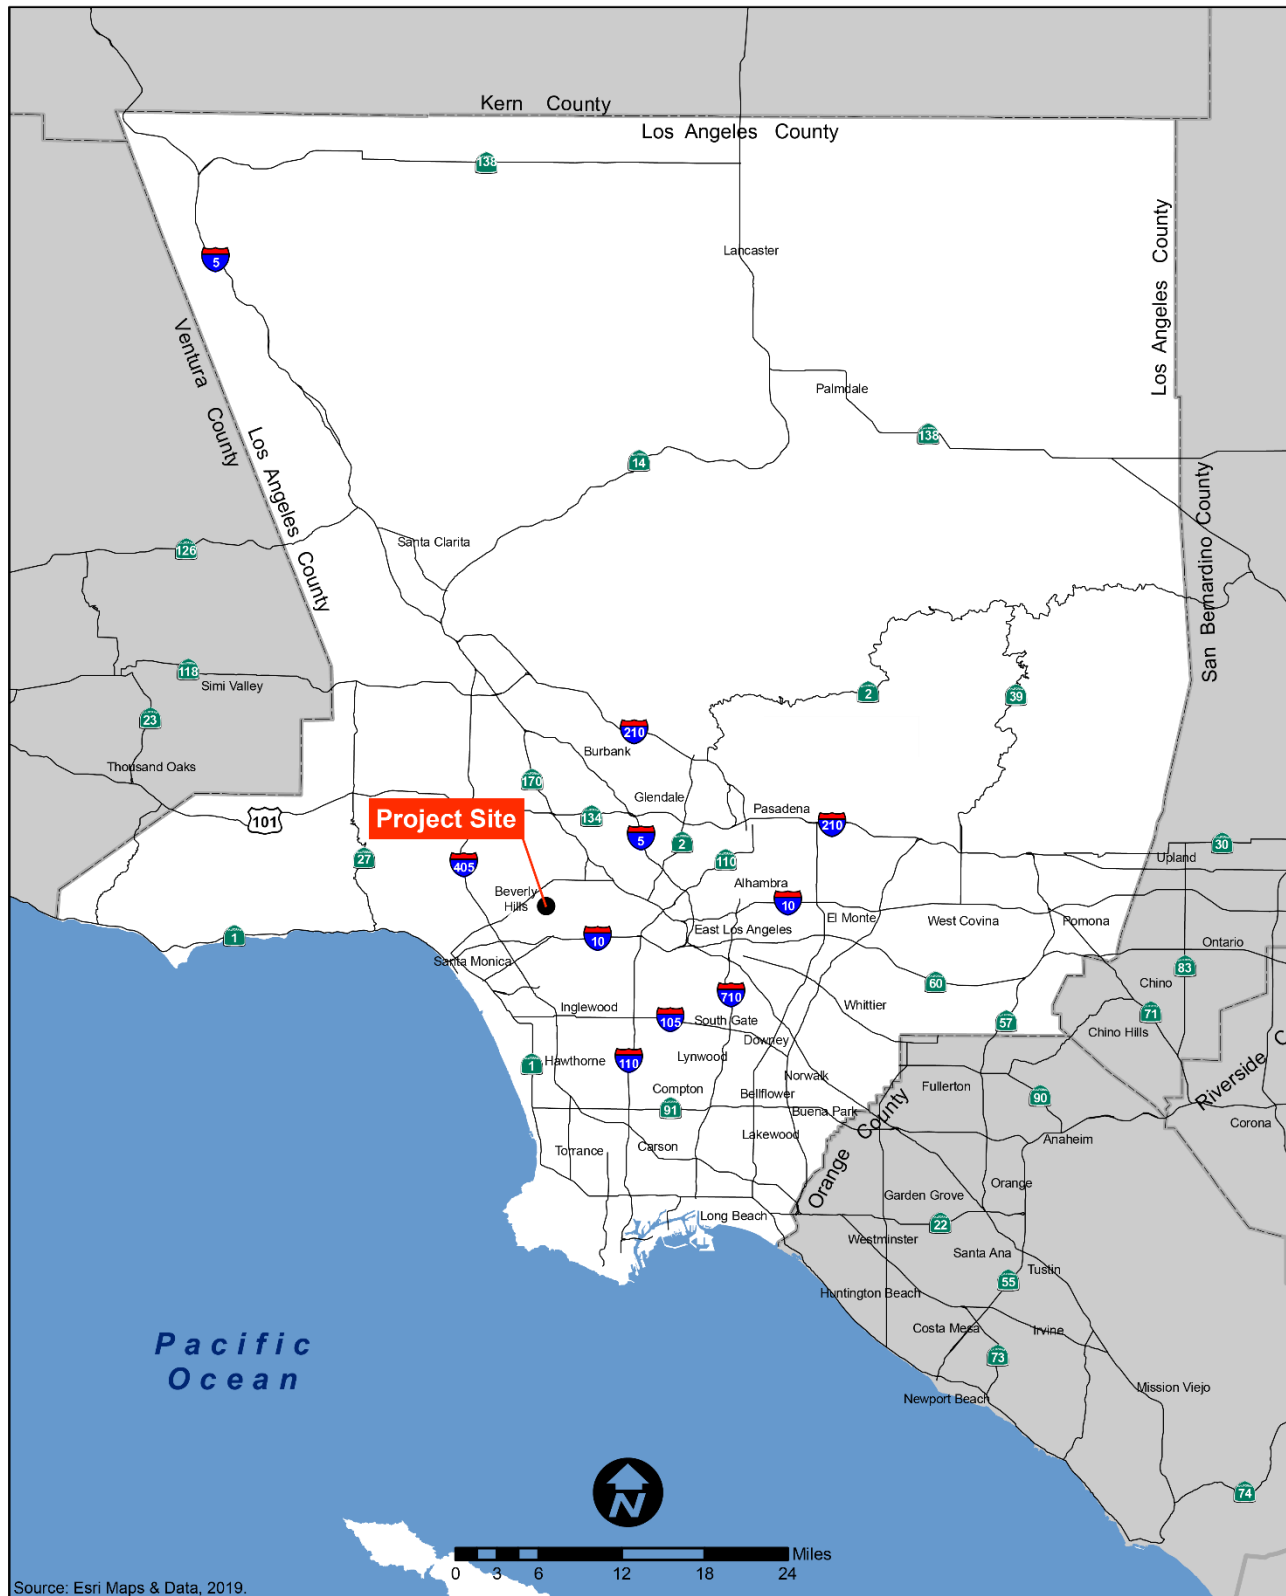 Kern County
Los Angeles County
138
Lancaster
Los Angeles County
5
Ventura County
Palmdale
138
Los Angeles County
14
San Bernardino County
Santa Clarita
126
118
Simi Valley
2
39
23
210
Burbank
Thousand Oaks
170
Glendale
Pasadena
101
Project Site
134
210
5
2
110
30
27
405
Upland
Alhambra
Beverly
Hills
10
El Monte
West Covina
Pomona
1
10
East Los Angeles
Ontario
Santa Monica
83
60
Chino
710
Inglewood
Whittier
105
South Gate
57
71
Chino Hills
Downey
1
Hawthorne
110
Lynwood
Norwalk
Riverside C
Compton
Bellflower
Fullerton
90
91
Buena Park
Corona
Lakewood
Anaheim
Torrance
Carson
Orange County
Orange
Garden Grove
Long Beach
22
Westminster
Santa Ana
Tustin
55
Huntington Beach
Costa Mesa
Irvine
Pacific
Ocean
73
Mission Viejo
Newport Beach
N
74
Miles
0 3 6 12 18 24
Source: Esri Maps & Data, 2019.